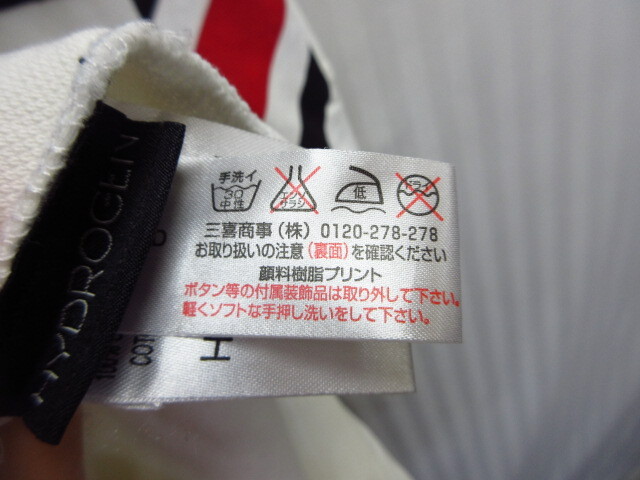 手洗イ
30
中性
エンソ
サラシ
低
ドライ
三喜商事(株) 0120-278-278
お取り扱いの注意(裏面)を確認ください
顔料樹脂プリント
ボタン等の付属装飾品は取り外して下さい。
軽くソフトな手押し洗いをして下さい。
HYDROGEN
100%
COT